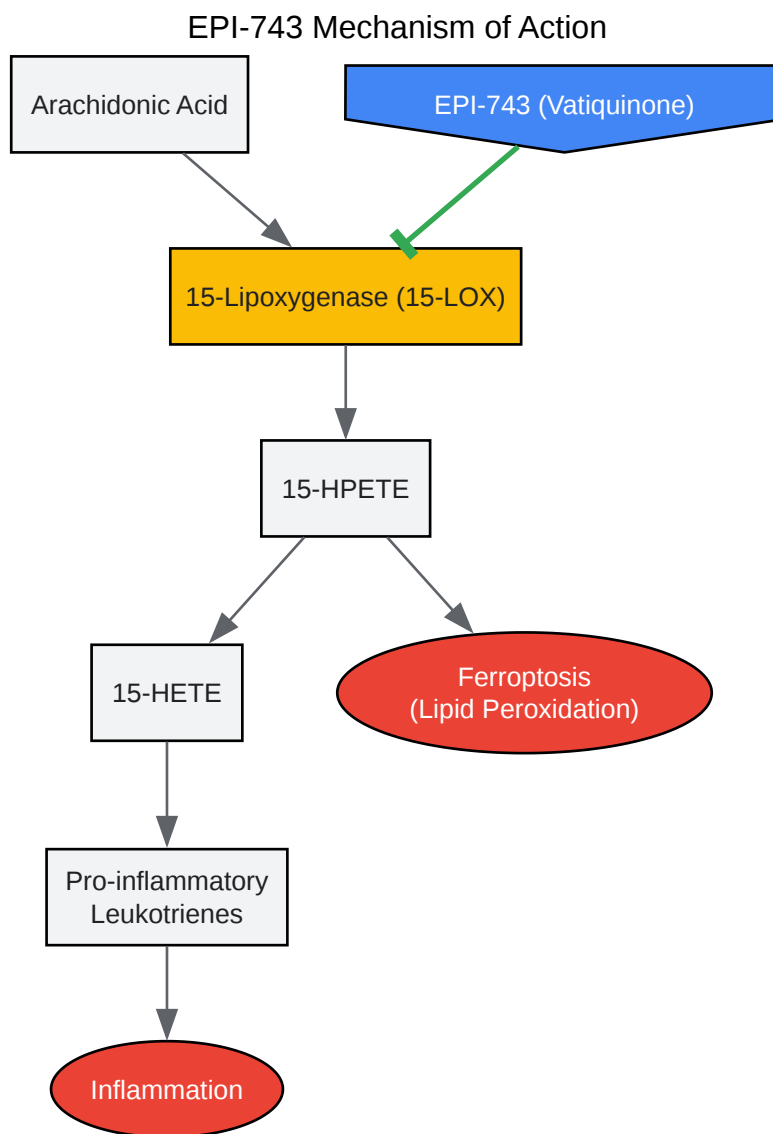 EPI-743 Mechanism of Action
Arachidonic Acid
EPI-743 (Vatiquinone)
15-Lipoxygenase (15-LOX)
15-HPETE
15-HETE
Ferroptosis
(Lipid Peroxidation)
Pro-inflammatory
Leukotrienes
Inflammation